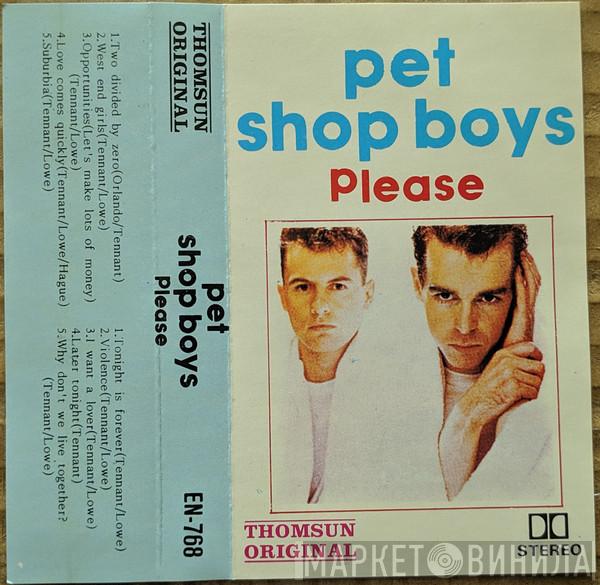 pet
shop boys
Please
THOMSUN
ORIGINAL
STEREO
THOMSUN
ORIGINAL
pet
shop boys
Please
EN-768
1.Two divided by zero(Orlando/Tennant)
2.West end girls(Tennant/Lowe)
3.Opportunities(Let's make lots of money)
(Tennant/Lowe)
4.Love comes quickly(Tennant/Lowe/Hague)
5.Suburbia(Tennant/Lowe)
1.Tonight is forever(Tennant/Lowe)
2.Violence(Tennant/Lowe)
3.I want a lover(Tennant/Lowe)
4.Later tonight(Tennant)
5.Why don't we live together?
(Tennant/Lowe)
МАРКЕТ ВИНИЛА